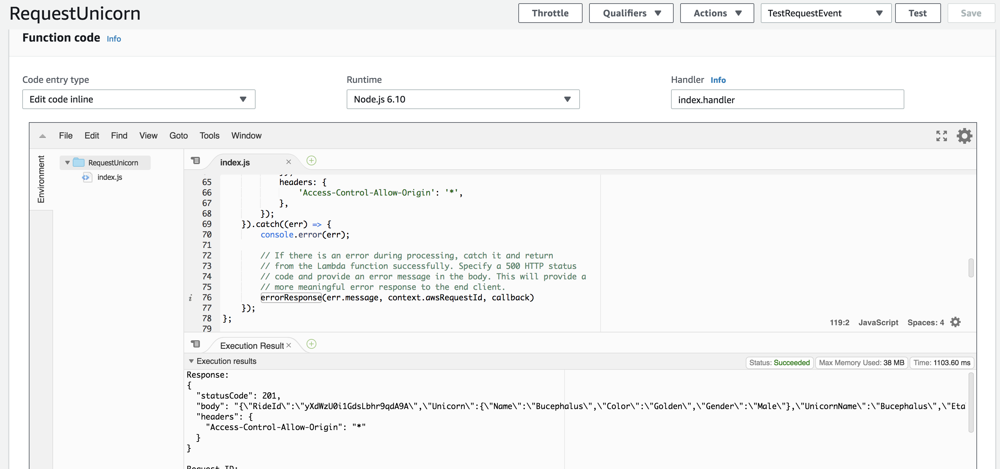 RequestUnicorn
Throttle
Qualifiers
Actions
TestRequestEvent
Test
Save
Function code Info
Code entry type
Edit code inline
Runtime
Node.js 6.10
Handler Info
index.handler
File Edit Find View Goto Tools Window
Environment
RequestUnicorn
index.js
index.js
65 headers: {
66 'Access-Control-Allow-Origin': '*',
67 },
68 });
69 }).catch((err) => {
70 console.error(err);
71
72 // If there is an error during processing, catch it and return
73 // from the Lambda function successfully. Specify a 500 HTTP status
74 // code and provide an error message in the body. This will provide a
75 // more meaningful error response to the end client.
i 76 errorResponse(err.message, context.awsRequestId, callback)
77 });
78 };
79
119:2 JavaScript Spaces: 4
Execution Result
Execution results
Status: Succeeded
Max Memory Used: 38 MB
Time: 1103.60 ms
Response:
{
"statusCode": 201,
"body": "{\"RideId\":\"yXdWzU0i1GdsLbhr9qdA9A\",\"Unicorn\":{\"Name\":\"Bucephalus\",\"Color\":\"Golden\",\"Gender\":\"Male\"},\"UnicornName\":\"Bucephalus\",\"Eta
"headers": {
"Access-Control-Allow-Origin": "*"
}
}
Request ID: